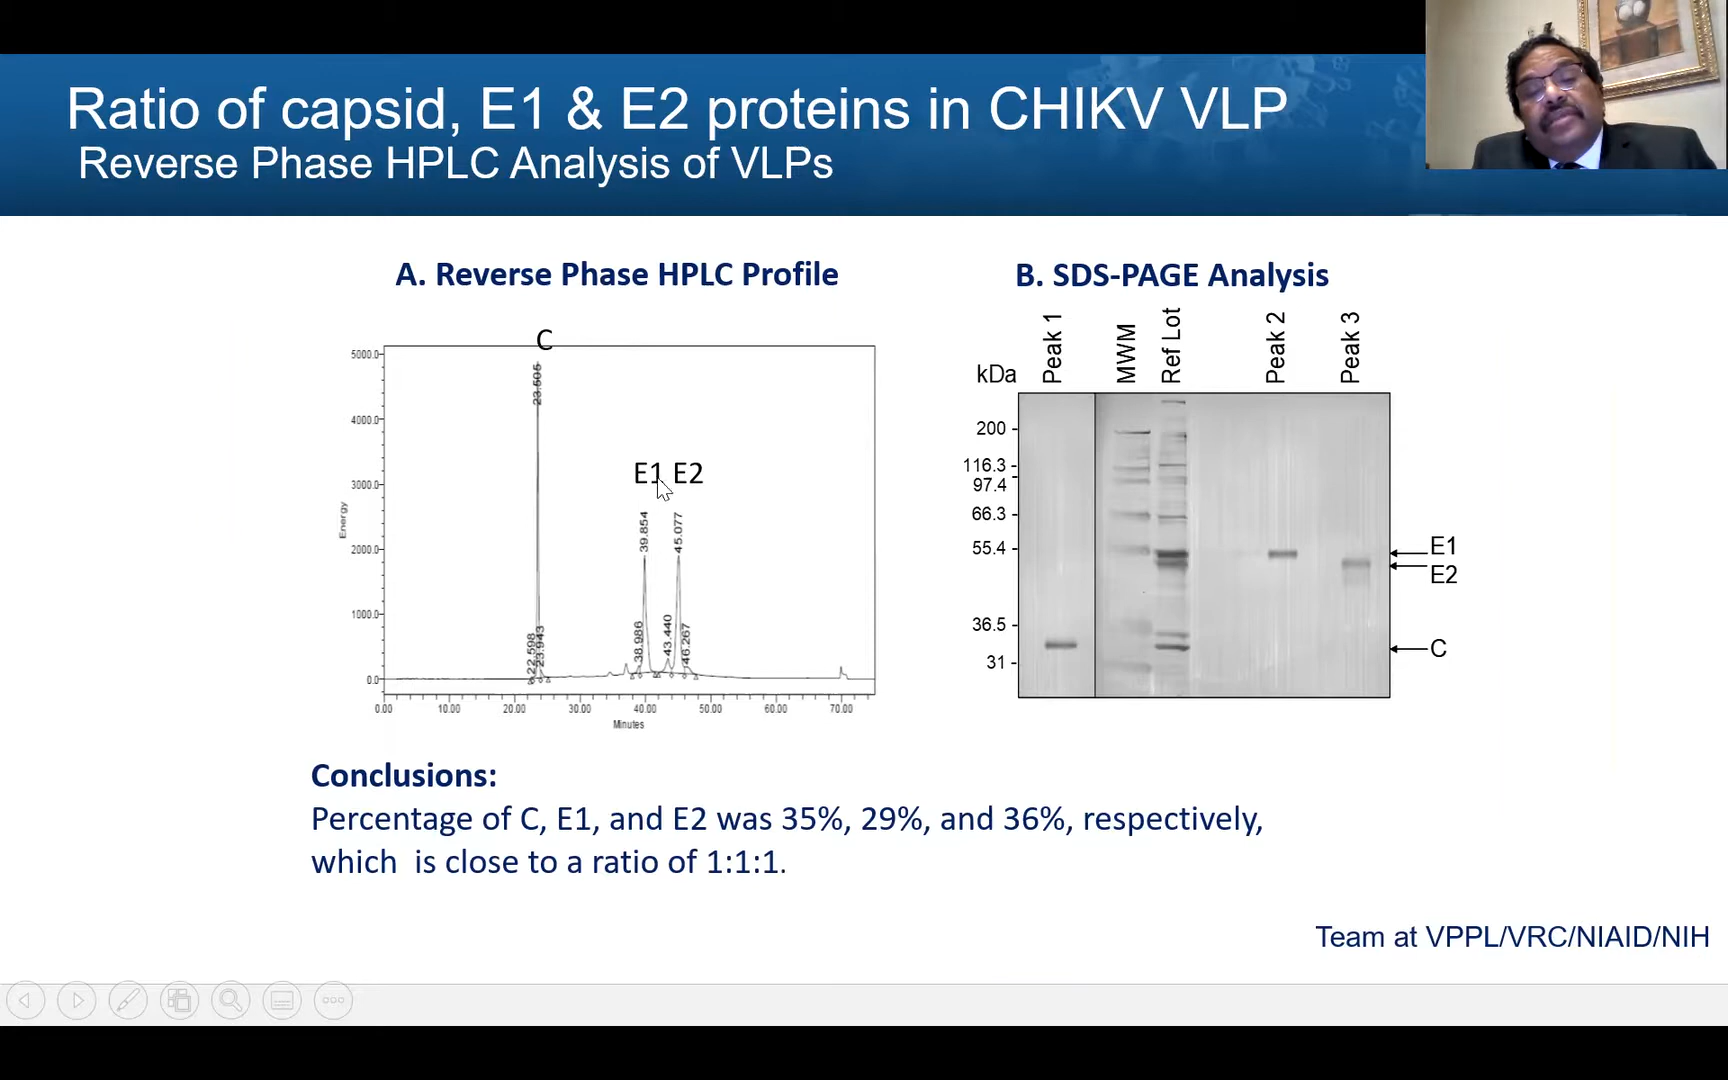 Ratio of capsid, E1 & E2 proteins in CHIKV VLP
Reverse Phase HPLC Analysis of VLPs
A. Reverse Phase HPLC Profile
C
5000.0
4000.0
3000.0
2000.0
1000.0
0.0
Energy
23.505
22.598
23.943
E1 E2
39.854
45.077
38.986
43.440
46.267
0.00 10.00 20.00 30.00 40.00 50.00 60.00 70.00
Minutes
B. SDS-PAGE Analysis
kDa
Peak 1
MWM
Ref Lot
Peak 2
Peak 3
200
116.3
97.4
66.3
55.4
36.5
31
E1
E2
C
Conclusions:
Percentage of C, E1, and E2 was 35%, 29%, and 36%, respectively,
which is close to a ratio of 1:1:1.
Team at VPPL/VRC/NIAID/NIH